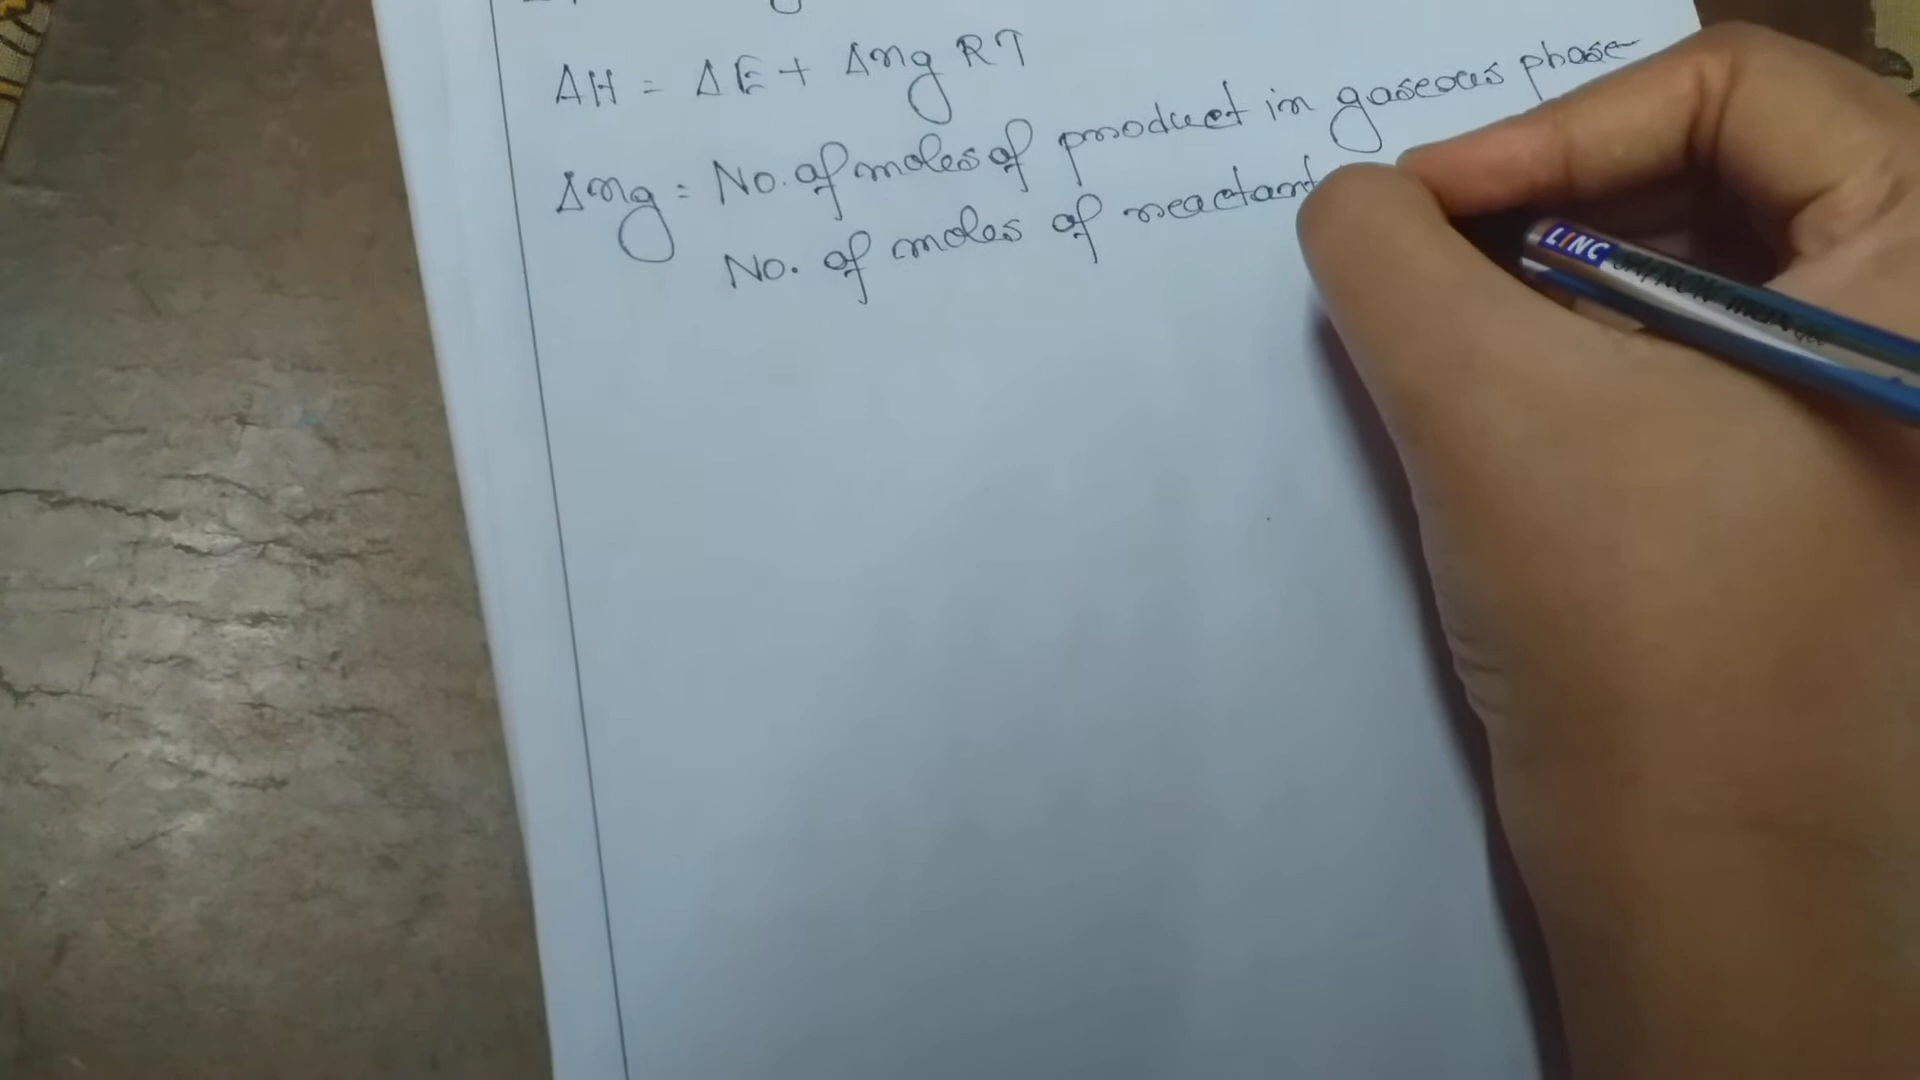 ΔH = ΔE + Δng RT
Δng = No. of moles of product in gaseous phase -
No. of moles of reactant
LINC